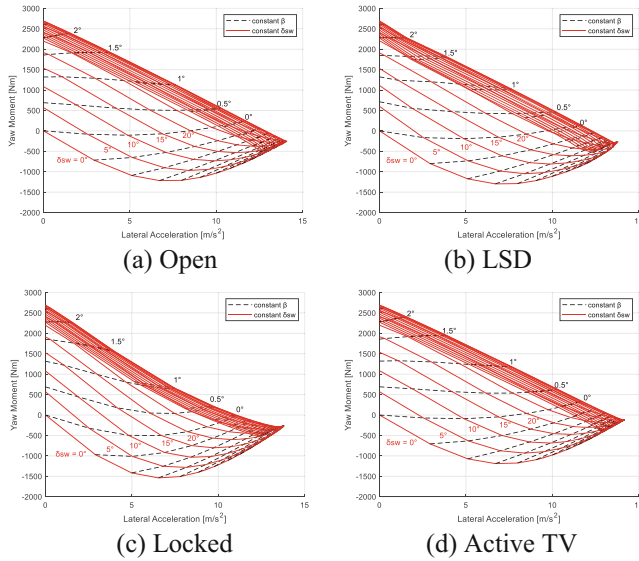 3000
2500
2000
1500
1000
500
0
-500
-1000
-1500
-2000
Yaw Moment [Nm]
2°
1.5°
1°
0.5°
0°
20°
15°
10°
5°
δsw = 0°
constant β
constant δsw
0 5 10 15
Lateral Acceleration [m/s²]
(a) Open
3000
2500
2000
1500
1000
500
0
-500
-1000
-1500
-2000
Yaw Moment [Nm]
2°
1.5°
1°
0.5°
0°
20°
15°
10°
5°
δsw = 0°
constant β
constant δsw
0 5 10 1
Lateral Acceleration [m/s²]
(b) LSD
3000
2500
2000
1500
1000
500
0
-500
-1000
-1500
-2000
Yaw Moment [Nm]
2°
1.5°
1°
0.5°
0°
20°
15°
10°
5°
δsw = 0°
constant β
constant δsw
0 5 10 15
Lateral Acceleration [m/s²]
(c) Locked
3000
2500
2000
1500
1000
500
0
-500
-1000
-1500
-2000
Yaw Moment [Nm]
2°
1.5°
1°
0.5°
0°
20°
15°
10°
5°
δsw = 0°
constant β
constant δsw
0 5 10 1
Lateral Acceleration [m/s²]
(d) Active TV